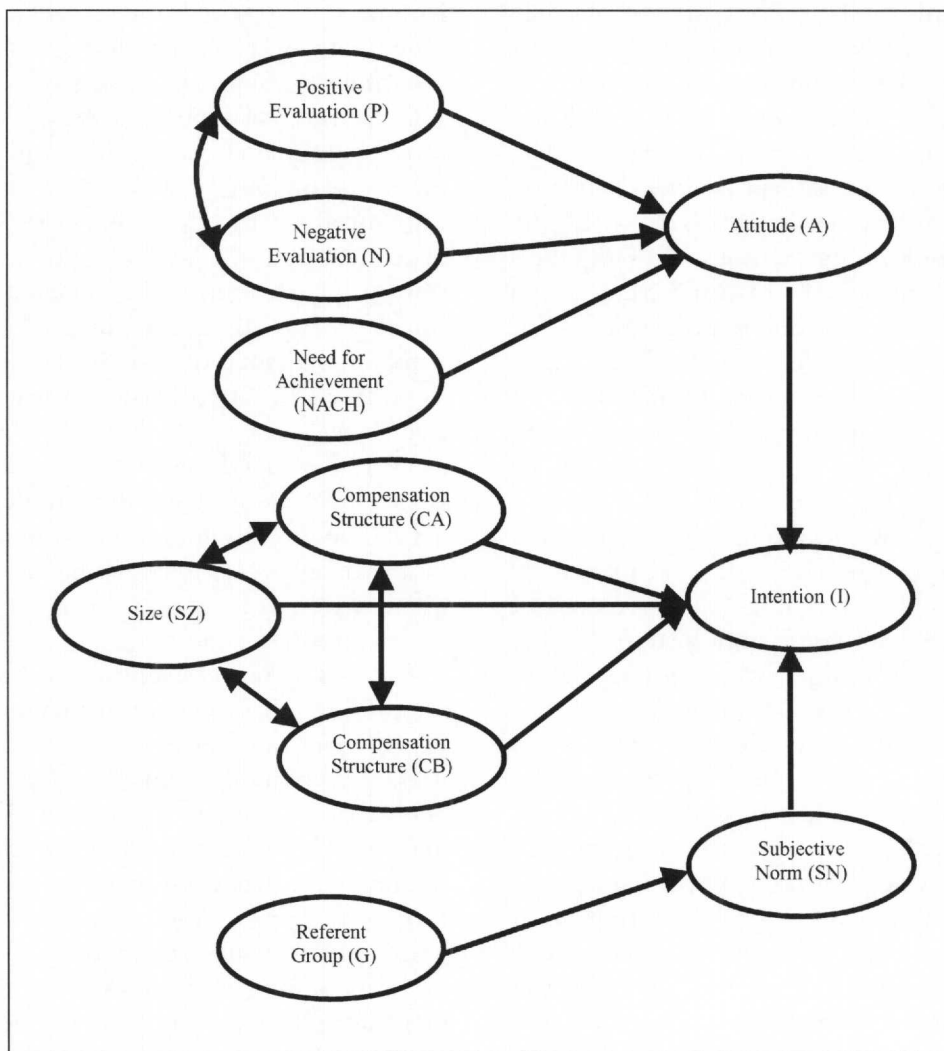 Positive
Evaluation (P)
Negative
Evaluation (N)
Need for
Achievement
(NACH)
Attitude (A)
Compensation
Structure (CA)
Size (SZ)
Intention (I)
Compensation
Structure (CB)
Subjective
Norm (SN)
Referent
Group (G)